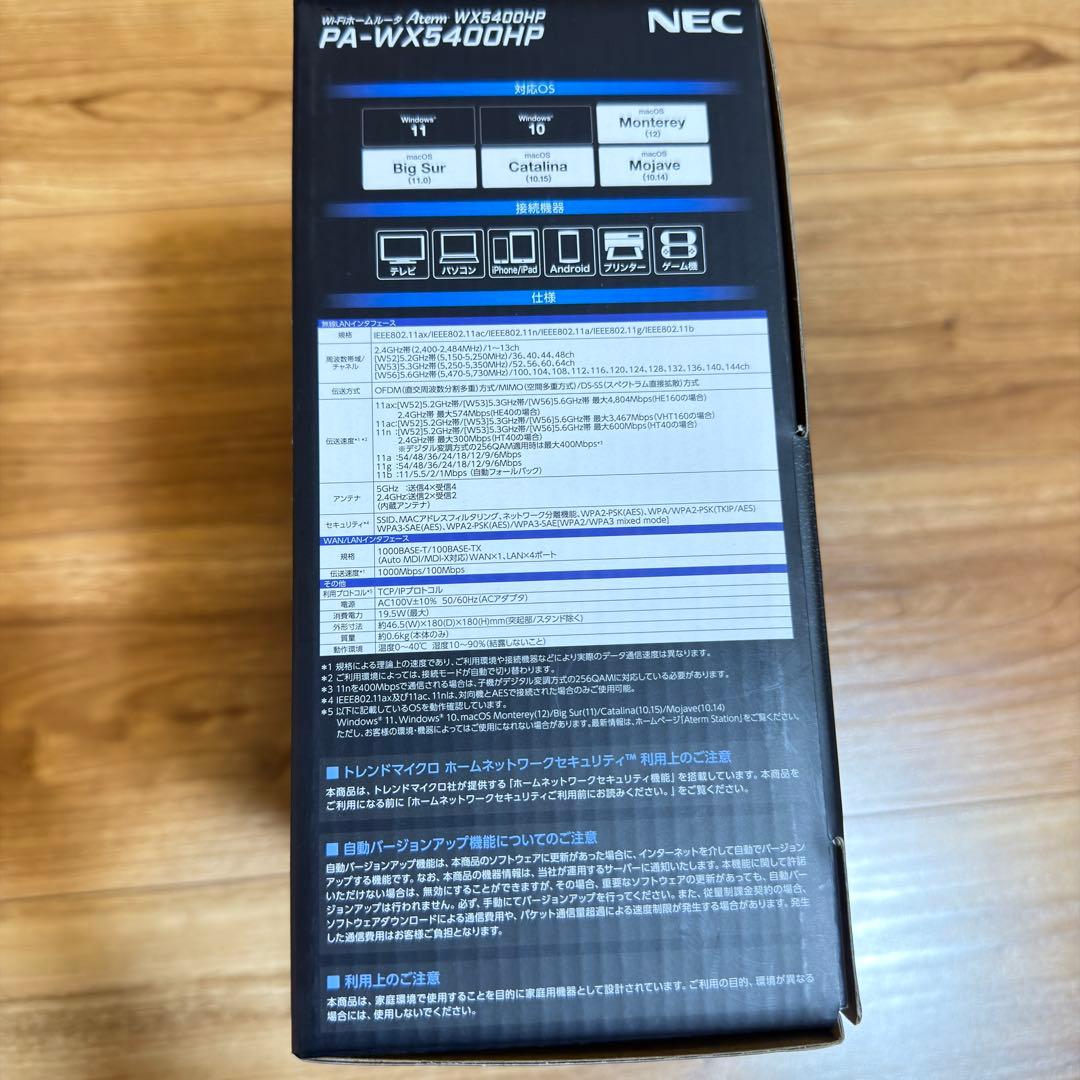 Wi-Fiホームルータ Aterm WX5400HP
PA-WX5400HP
NEC
対応OS
Windows® 11
Windows® 10
macOS Monterey (12)
macOS Big Sur (11.0)
macOS Catalina (10.15)
macOS Mojave (10.14)
接続機器
テレビ
パソコン
iPhone/iPad
Android
プリンター
ゲーム機
仕様
無線LANインタフェース
規格 IEEE802.11ax/IEEE802.11ac/IEEE802.11n/IEEE802.11a/IEEE802.11g/IEEE802.11b
周波数帯域/チャネル
2.4GHz帯(2,400-2,484MHz)/1～13ch
[W52]5.2GHz帯(5,150-5,250MHz)/36、40、44、48ch
[W53]5.3GHz帯(5,250-5,350MHz)/52、56、60、64ch
[W56]5.6GHz帯(5,470-5,730MHz)/100、104、108、112、116、120、124、128、132、136、140、144ch
伝送方式 OFDM(直交周波数分割多重)方式/MIMO(空間多重方式)/DS-SS(スペクトラム直接拡散)方式
伝送速度*1 *2
11ax:[W52]5.2GHz帯/[W53]5.3GHz帯/[W56]5.6GHz帯 最大4,804Mbps(HE160の場合)
2.4GHz帯 最大574Mbps(HE40の場合)
11ac:[W52]5.2GHz帯/[W53]5.3GHz帯/[W56]5.6GHz帯 最大3,467Mbps(VHT160の場合)
11n :[W52]5.2GHz帯/[W53]5.3GHz帯/[W56]5.6GHz帯 最大600Mbps(HT40の場合)
2.4GHz帯 最大300Mbps(HT40の場合)
※デジタル変調方式の256QAM適用時は最大400Mbps*3
11a :54/48/36/24/18/12/9/6Mbps
11g :54/48/36/24/18/12/9/6Mbps
11b :11/5.5/2/1Mbps (自動フォールバック)
アンテナ
5GHz :送信4×受信4
2.4GHz:送信2×受信2
(内蔵アンテナ)
セキュリティ*4
SSID、MACアドレスフィルタリング、ネットワーク分離機能、WPA2-PSK(AES)、WPA/WPA2-PSK(TKIP/AES)
WPA3-SAE(AES)、WPA2-PSK(AES)/WPA3-SAE[WPA2/WPA3 mixed mode]
WAN/LANインタフェース
規格
1000BASE-T/100BASE-TX
(Auto MDI/MDI-X対応)WAN×1、LAN×4ポート
伝送速度*1 1000Mbps/100Mbps
その他
利用プロトコル*5 TCP/IPプロトコル
電源 AC100V±10% 50/60Hz(ACアダプタ)
消費電力 19.5W(最大)
外形寸法 約46.5(W)×180(D)×180(H)mm(突起部/スタンド除く)
質量 約0.6kg(本体のみ)
動作環境 温度0～40℃ 湿度10～90%(結露しないこと)
*1 規格による理論上の速度であり、ご利用環境や接続機器などにより実際のデータ通信速度は異なります。
*2 ご利用環境によっては、接続モードが自動で切り替わります。
*3 11nを400Mbpsで通信される場合は、子機がデジタル変調方式の256QAMに対応している必要があります。
*4 IEEE802.11ax及び11ac、11nは、対向機とAESで接続された場合のみご使用可能。
*5 以下に記載しているOSを動作確認しています。
Windows® 11、Windows® 10、macOS Monterey(12)/Big Sur(11)/Catalina(10.15)/Mojave(10.14)
ただし、お客様の環境・機器によってはご使用になれない場合があります。最新情報は、ホームページ「Aterm Station」をご覧ください。
■ トレンドマイクロ ホームネットワークセキュリティ™ 利用上のご注意
本商品は、トレンドマイクロ社が提供する「ホームネットワークセキュリティ機能」を搭載しています。本商品を
ご利用になる前に「ホームネットワークセキュリティご利用前にお読みください。」をご覧ください。
■ 自動バージョンアップ機能についてのご注意
自動バージョンアップ機能は、本商品のソフトウェアに更新があった場合に、インターネットを介して自動でバージョン
アップする機能です。なお、本商品の機器情報は、当社が運用するサーバーに通知いたします。本機能に関して許諾
いただけない場合は、無効にすることができますが、その場合、重要なソフトウェアの更新があっても、自動バー
ジョンアップは行われません。必ず、手動にてバージョンアップを行ってください。また、従量制課金契約の場合、
ソフトウェアダウンロードによる通信費用や、パケット通信量超過による速度制限が発生する場合があります。発生
した通信費用はお客様ご負担となります。
■ 利用上のご注意
本商品は、家庭環境で使用することを目的に家庭用機器として設計されています。ご利用の目的、環境が異なる
場合には、使用しないでください。